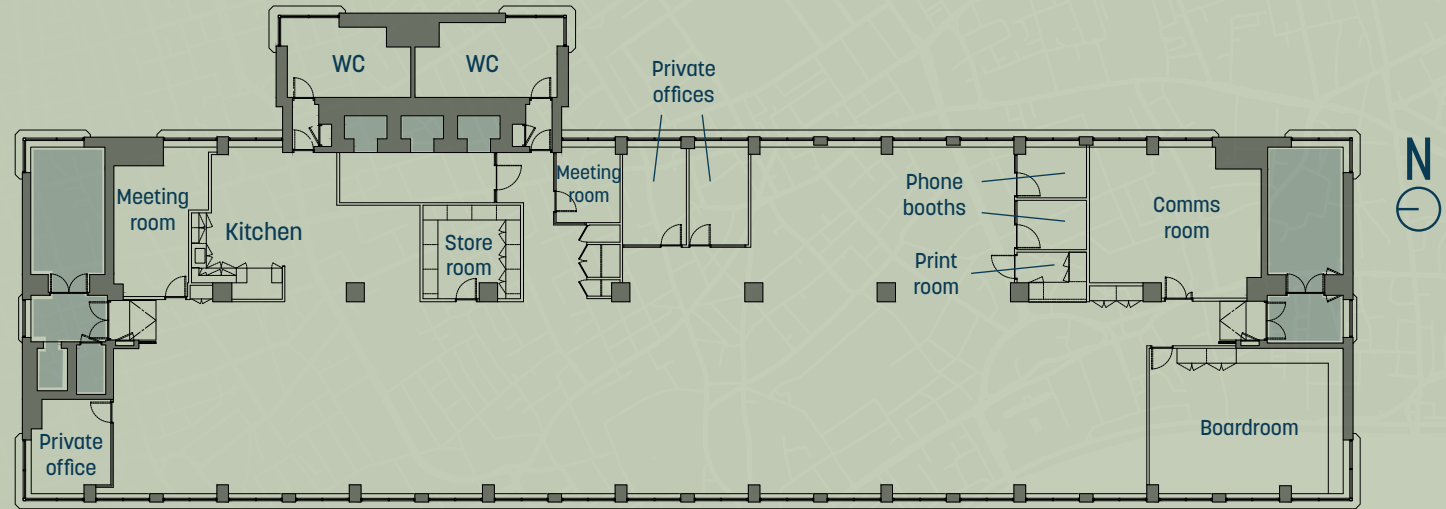 WC
WC
Private
offices
N
Meeting
room
Kitchen
Store
room
Meeting
room
Phone
booths
Print
room
Comms
room
Private
office
Boardroom